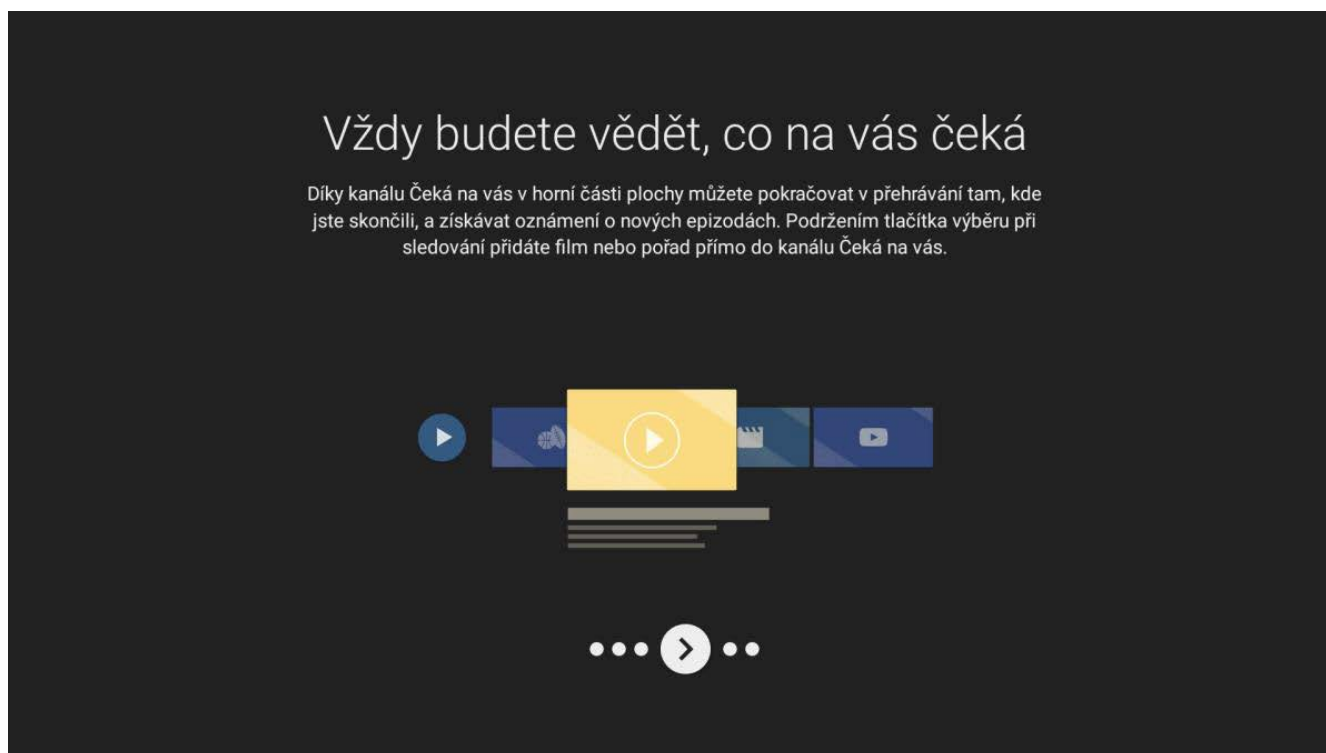 Vždy budete vědět, co na vás čeká
Díky kanálu Čeká na vás v horní části plochy můžete pokračovat v přehrávání tam, kde
jste skončili, a získávat oznámení o nových epizodách. Podržením tlačítka výběru při
sledování přidáte film nebo pořad přímo do kanálu Čeká na vás.